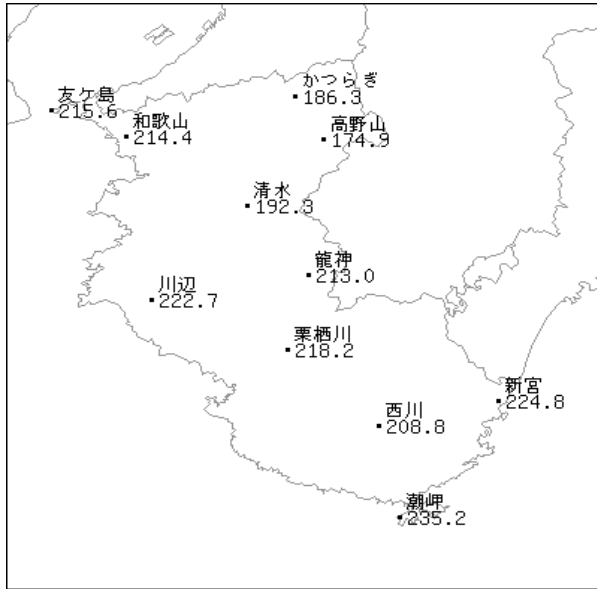 かつらぎ
186.3
友ケ島
215.6
和歌山
214.4
高野山
174.9
清水
192.3
龍神
213.0
川辺
222.7
栗栖川
218.2
新宮
224.8
西川
208.8
潮岬
235.2